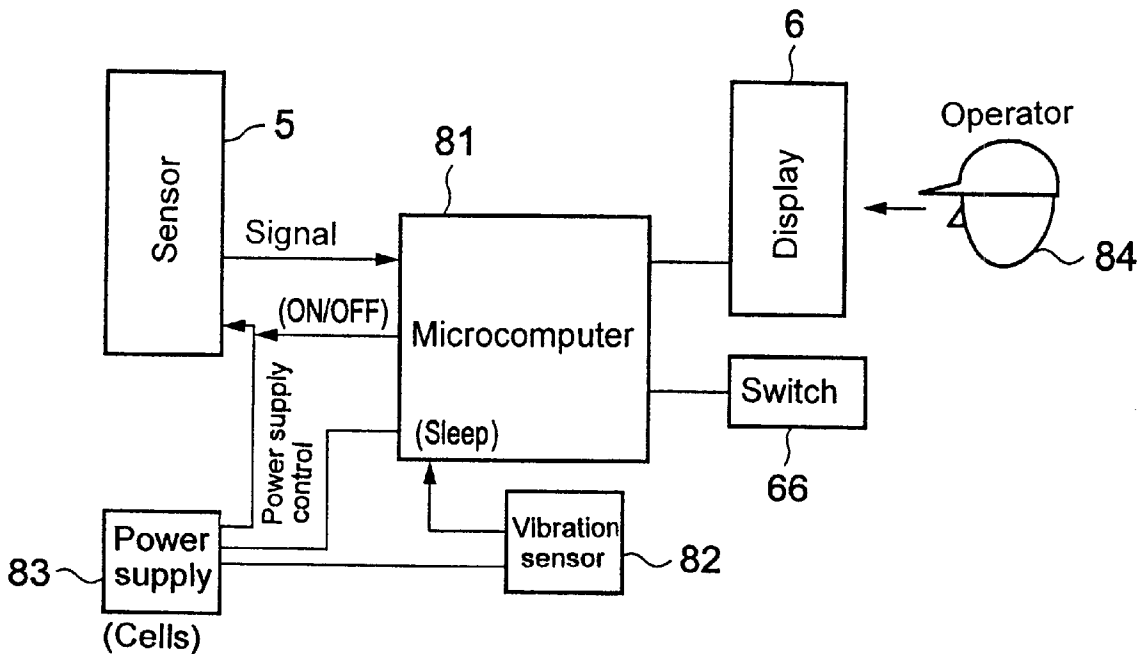 6
Operator
5
81
Sensor
Display
Signal
84
(ON/OFF)
Microcomputer
Switch
Power supply
control
(Sleep)
66
Power
supply
Vibration
sensor
83
82
(Cells)